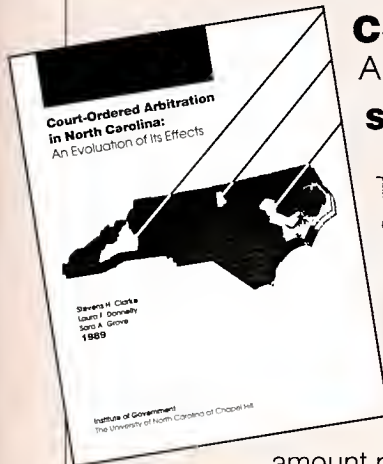 Court-Ordered Arbitration
in North Carolina:
An Evaluation of Its Effects
Stevens H. Clarke
Laura F. Donnelly
Sara A. Grove
1989
Institute of Government
The University of North Carolina at Chapel Hill
C
A
S
amount